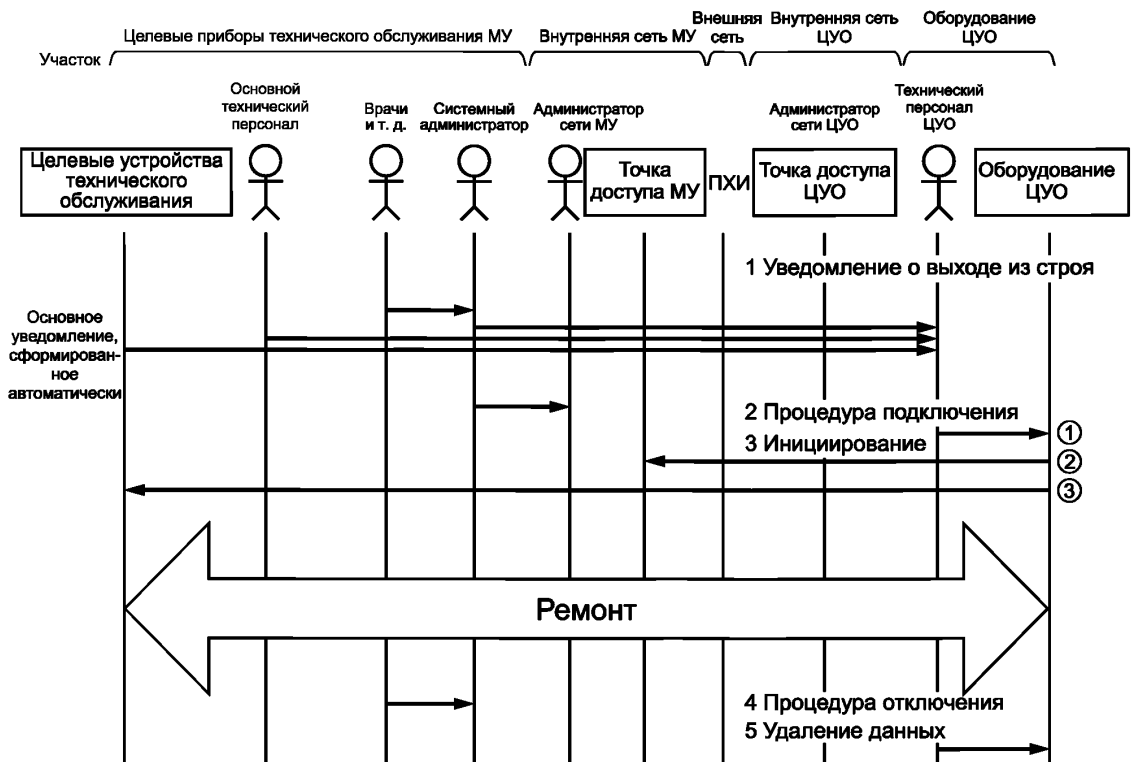 Целевые приборы технического обслуживания МУ
Внутренняя сеть МУ
Внешняя
сеть
Внутренняя сеть
ЦУО
Оборудование
ЦУО
Участок
Основной
технический
персонал
Врачи
и т. д.
Системный
администратор
Администратор
сети МУ
Администратор
сети ЦУО
Технический
персонал
ЦУО
Целевые устройства
технического
обслуживания
Точка
доступа МУ
ПХИ
Точка доступа
ЦУО
Оборудование
ЦУО
1 Уведомление о выходе из строя
Основное
уведомление,
сформирован-
ное
автоматически
2 Процедура подключения
3 Инициирование
1
2
3
Ремонт
4 Процедура отключения
5 Удаление данных